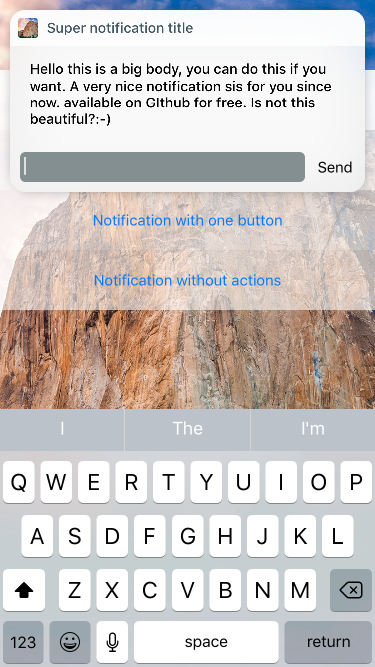 Super notification title
Hello this is a big body, you can do this if you
want. A very nice notification sis for you since
now. available on GIthub for free. Is not this
beautiful?:-)
Send
Notification with one button
Notification without actions
I The I'm
Q W E R T Y U I O P
A S D F G H J K L
Z X C V B N M
123 space return